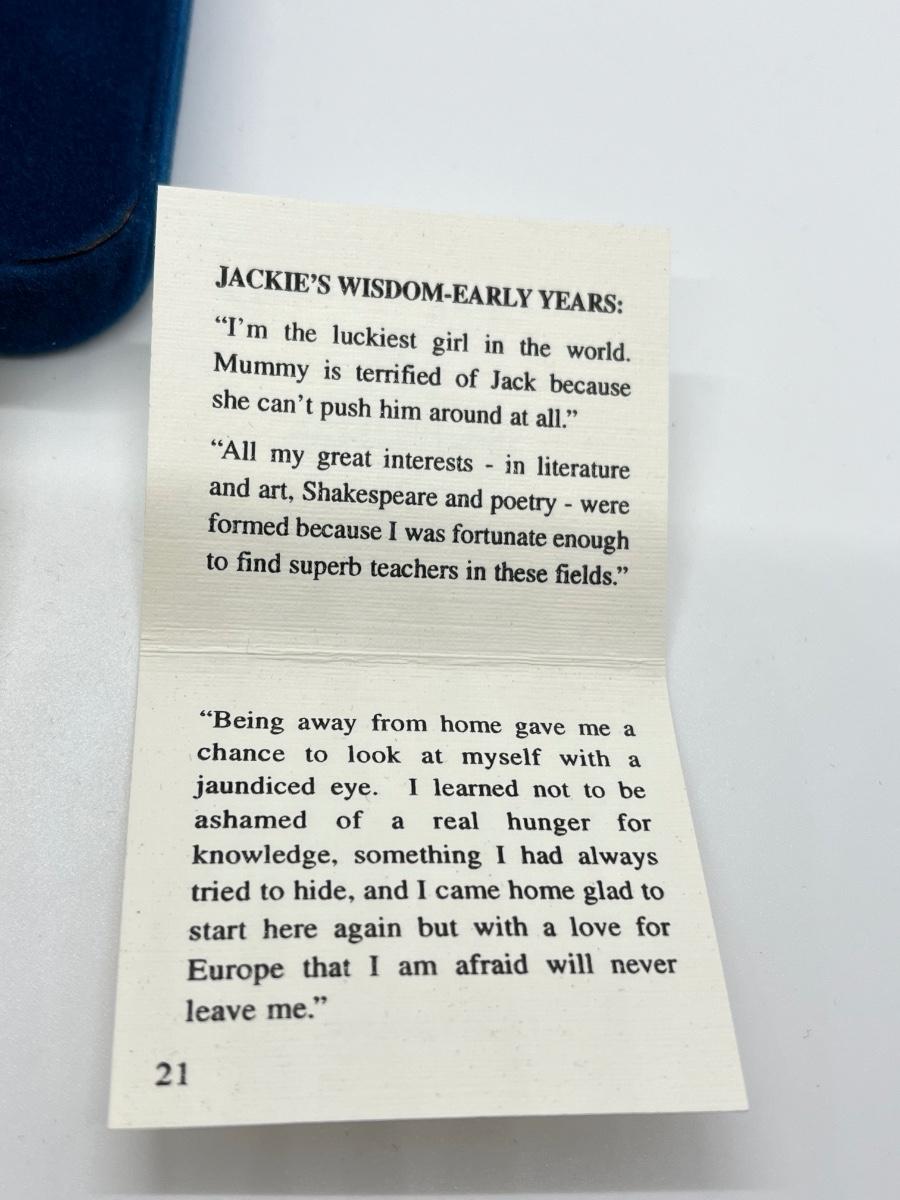 JACKIE'S WISDOM-EARLY YEARS:
“I'm the luckiest girl in the world.
Mummy is terrified of Jack because
she can't push him around at all.”
“All my great interests - in literature
and art, Shakespeare and poetry - were
formed because I was fortunate enough
to find superb teachers in these fields.”
“Being away from home gave me a
chance to look at myself with a
jaundiced eye. I learned not to be
ashamed of a real hunger for
knowledge, something I had always
tried to hide, and I came home glad to
start here again but with a love for
Europe that I am afraid will never
leave me.”
21